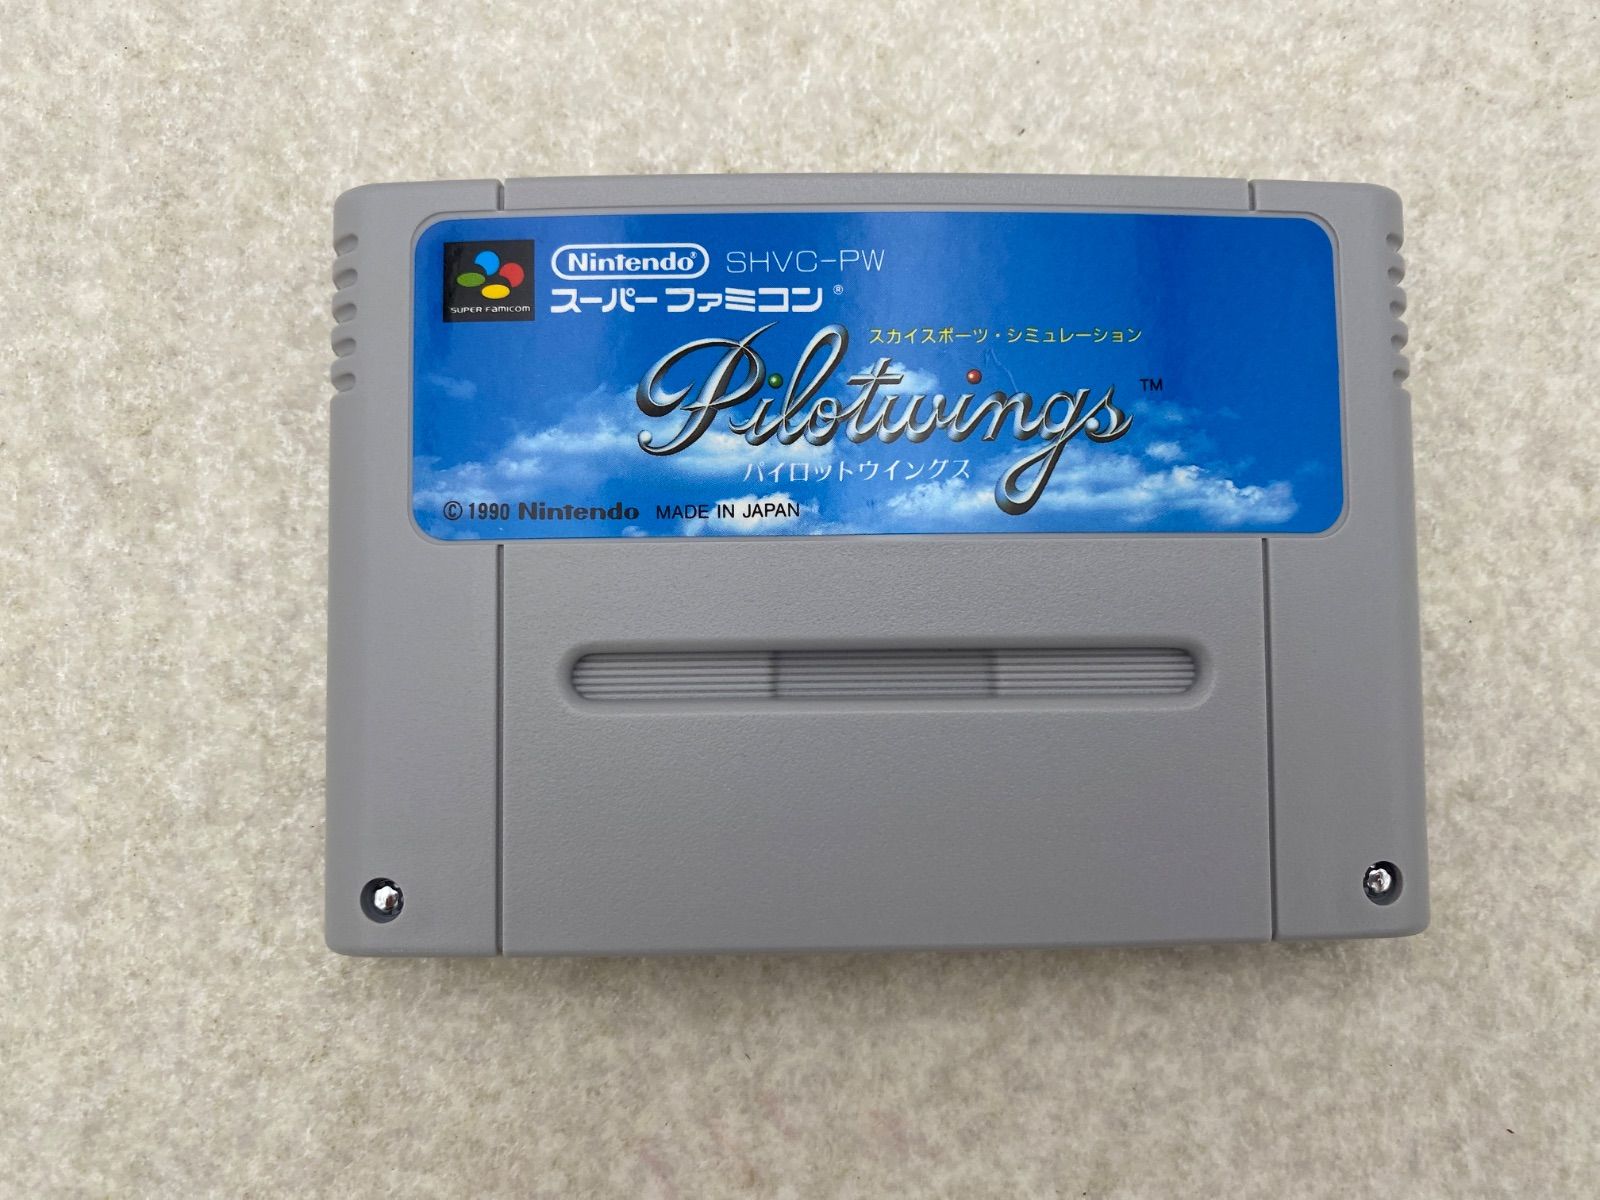 Nintendo® SHVC-PW
SUPER FAMICOM
スーパーファミコン®
スカイスポーツ・シミュレーション
Pilotwings™
パイロットウイングス
© 1990 Nintendo MADE IN JAPAN